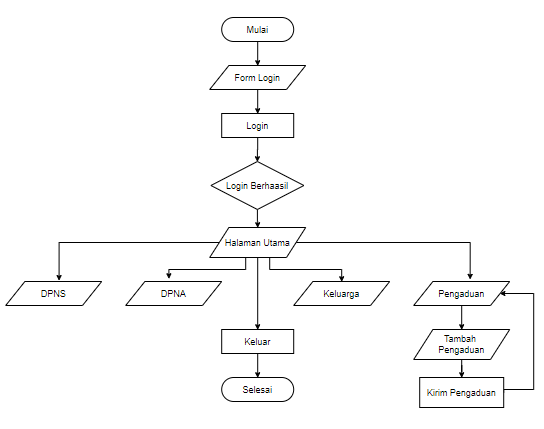 Mulai
Form Login
Login
Login Berhaasil
Halaman Utama
DPNS
DPNA
Keluarga
Pengaduan
Keluar
Tambah
Pengaduan
Selesai
Kirim Pengaduan